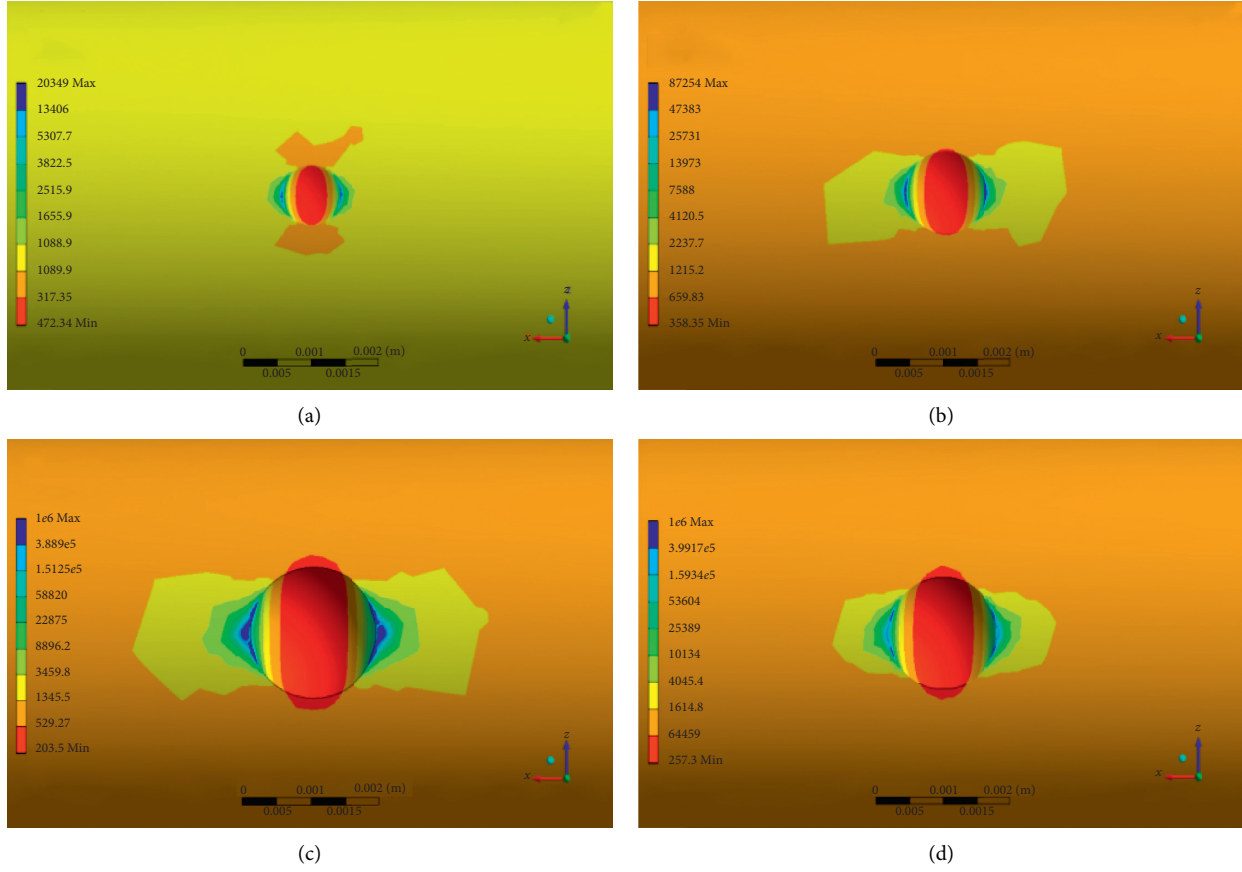 20349 Max
13406
5307.7
3822.5
2515.9
1655.9
1088.9
1089.9
317.35
472.34 Min
0 0.001 0.002 (m)
0.005 0.0015
z
x
(a)
87254 Max
47383
25731
13973
7588
4120.5
2237.7
1215.2
659.83
358.35 Min
0 0.001 0.002 (m)
0.005 0.0015
z
x
(b)
1e6 Max
3.889e5
1.5125e5
58820
22875
8896.2
3459.8
1345.5
529.27
203.5 Min
0 0.001 0.002 (m)
0.005 0.0015
z
x
(c)
1e6 Max
3.9917e5
1.5934e5
53604
25389
10134
4045.4
1614.8
64459
257.3 Min
0 0.001 0.002 (m)
0.005 0.0015
z
x
(d)